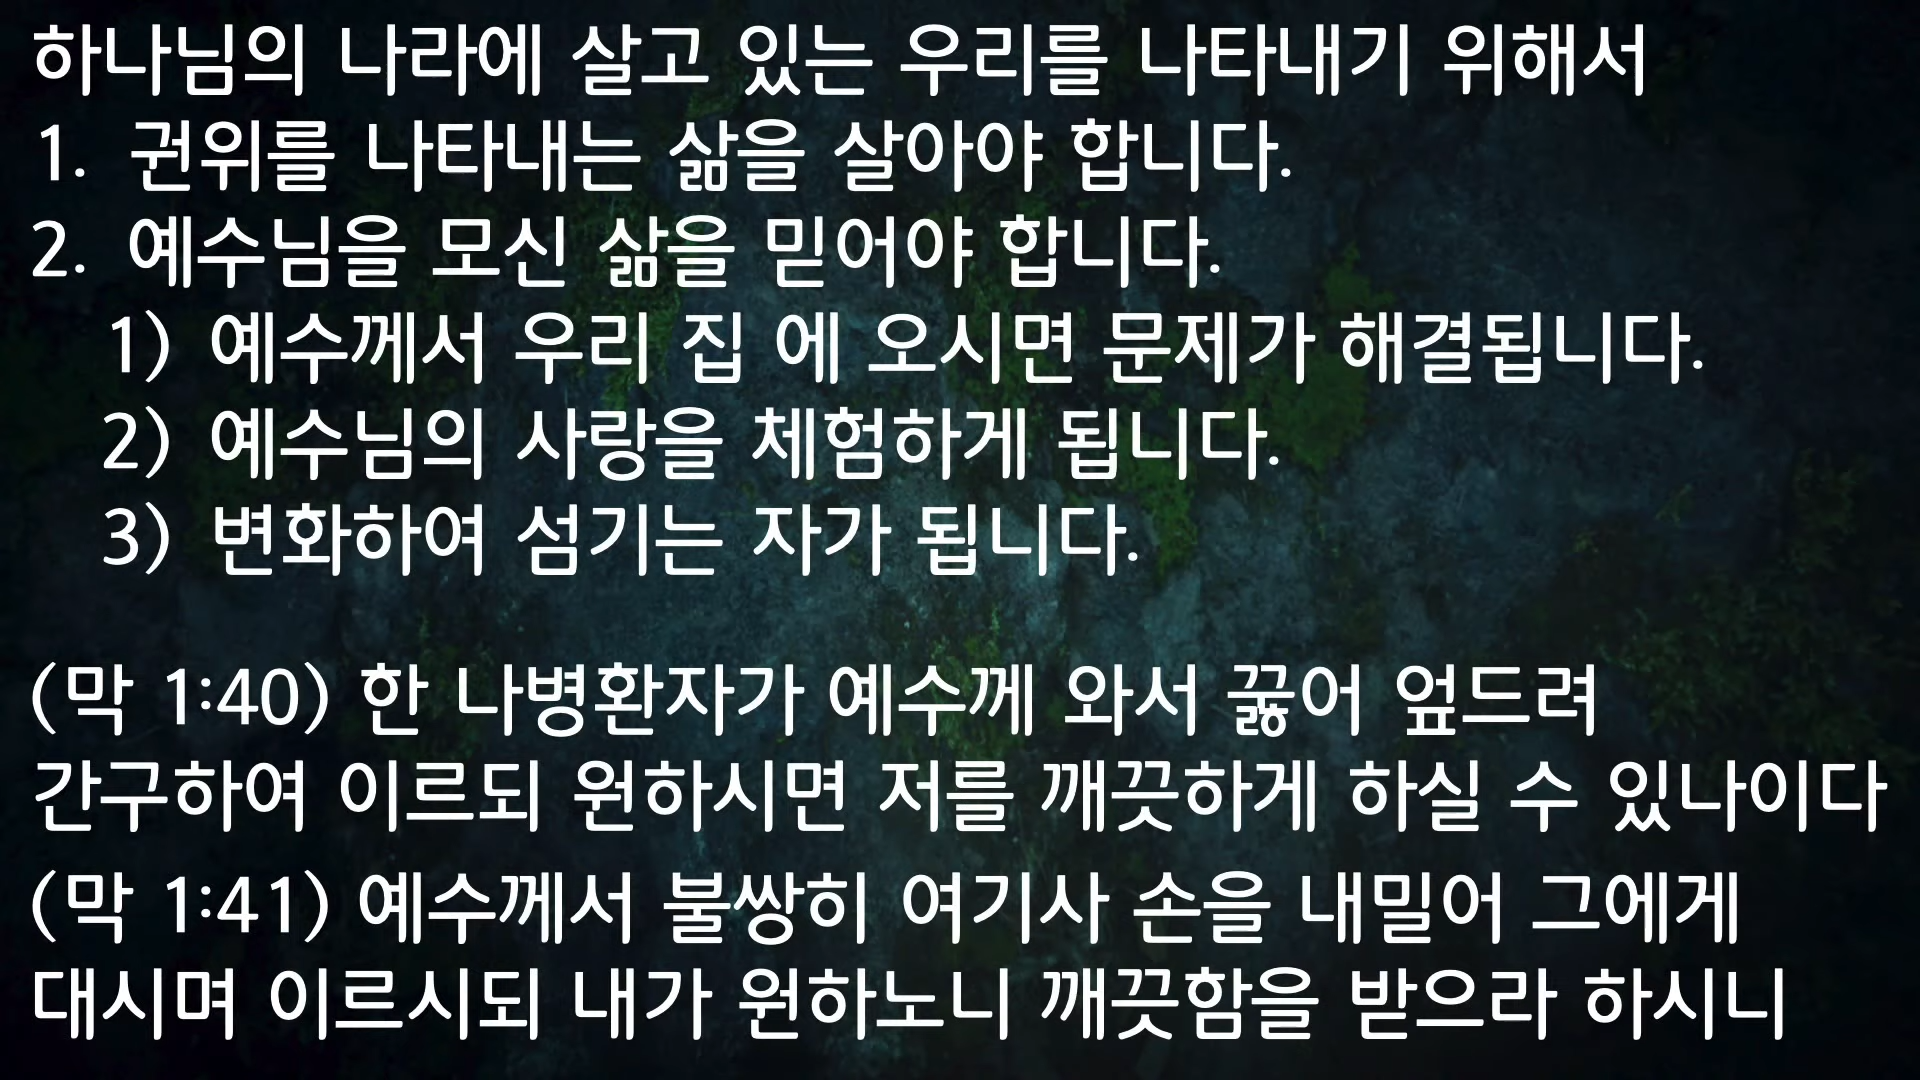 하나님의 나라에 살고 있는 우리를 나타내기 위해서
1. 권위를 나타내는 삶을 살아야 합니다.
2. 예수님을 모신 삶을 믿어야 합니다.
1) 예수께서 우리 집 에 오시면 문제가 해결됩니다.
2) 예수님의 사랑을 체험하게 됩니다.
3) 변화하여 섬기는 자가 됩니다.
(막 1:40) 한 나병환자가 예수께 와서 꿇어 엎드려
간구하여 이르되 원하시면 저를 깨끗하게 하실 수 있나이다
(막 1:41) 예수께서 불쌍히 여기사 손을 내밀어 그에게
대시며 이르시되 내가 원하노니 깨끗함을 받으라 하시니